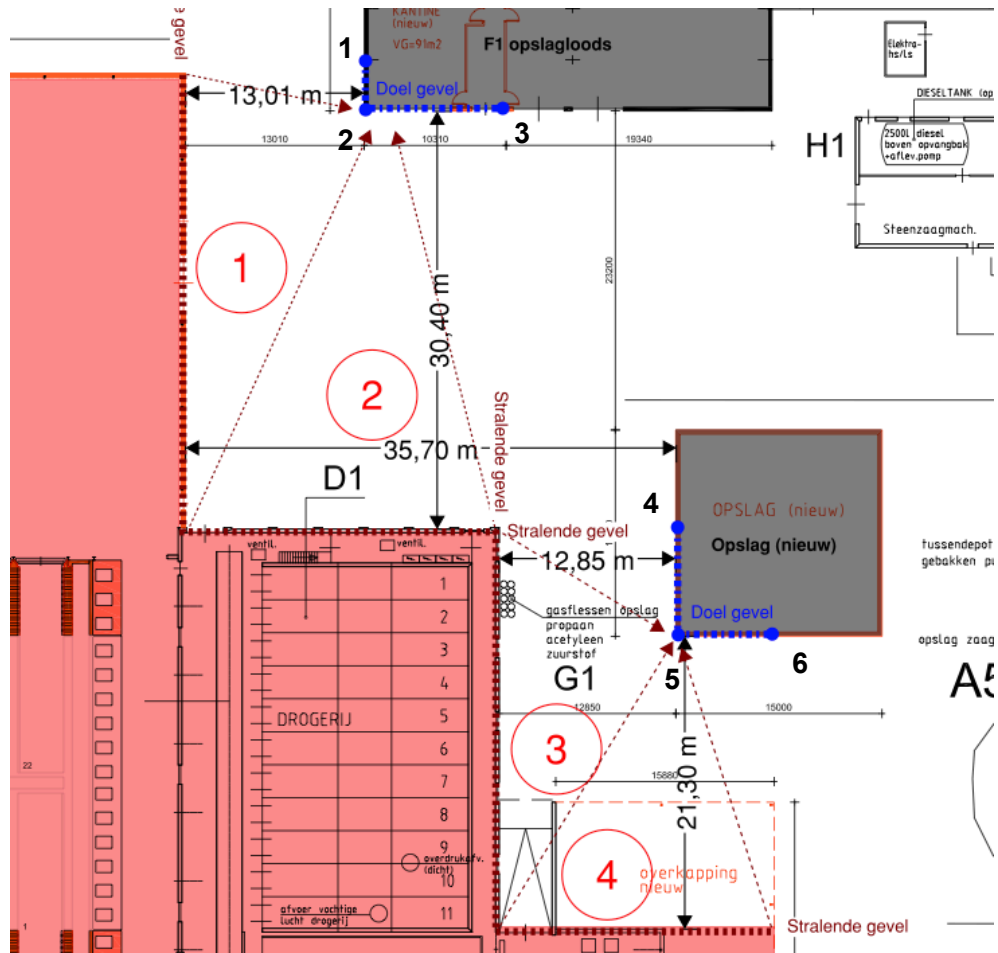 KANTINE
(nieuw)
VG=91m2
F1 opslagloods
1
Doel gevel
13,01 m
2
3
13010
10310
19340
Elektra-
hs/ls
DIESELTANK (op
H1
2500l diesel
boven opvangbak
+aflev.pomp
Steenzaagmach.
1
23200
30,40 m
2
Stralende gevel
35,70 m
D1
4
OPSLAG (nieuw)
Opslag (nieuw)
Stralende gevel
12,85 m
ventil.
ventil.
tussendepot
gebakken pu
gasflessen opslag
propaan
acetyleen
zuurstof
Doel gevel
5
6
opslag zaag
G1
A5
12850
15000
DROGERIJ
1
2
3
4
5
6
7
8
9
10
11
3
15880
21,30 m
22
4
overkapping
nieuw
overdrukafv.
(dicht)
afvoer vochtige
lucht drogerij
1
Stralende gevel